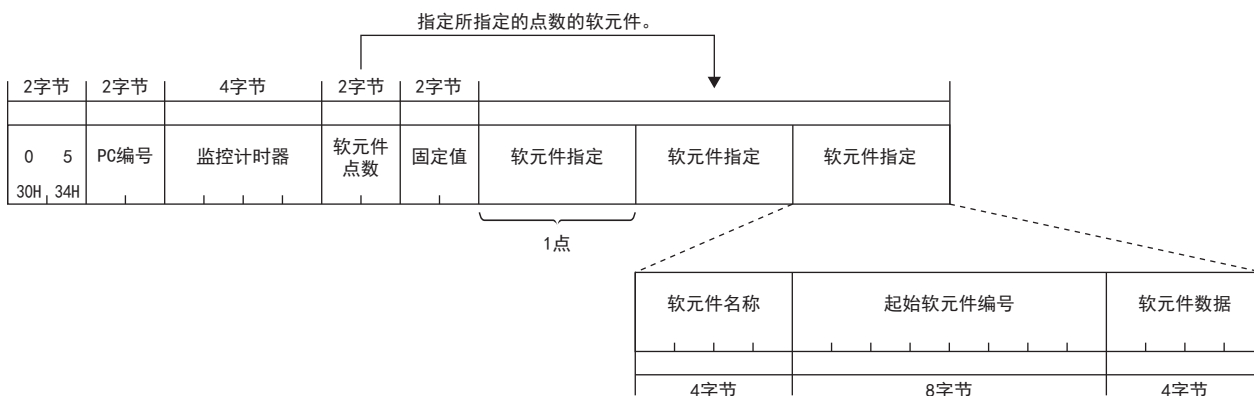 指定所指定的点数的软元件。
2字节 2字节 4字节 2字节 2字节
0 5 PC编号 监控计时器 软元件 固定值 软元件指定 软元件指定 软元件指定
点数
30H 34H
1点
软元件名称 起始软元件编号 软元件数据
4字节 8字节 4字节